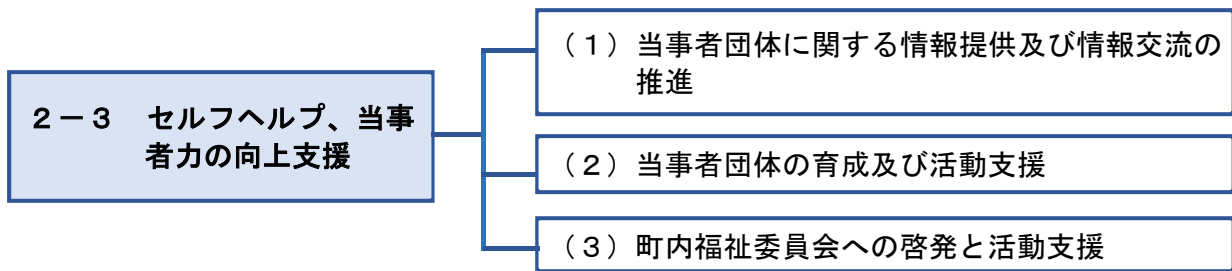 2-3 セルフヘルプ、当事
者力の向上支援
(1)当事者団体に関する情報提供及び情報交流の
推進
(2)当事者団体の育成及び活動支援
(3)町内福祉委員会への啓発と活動支援